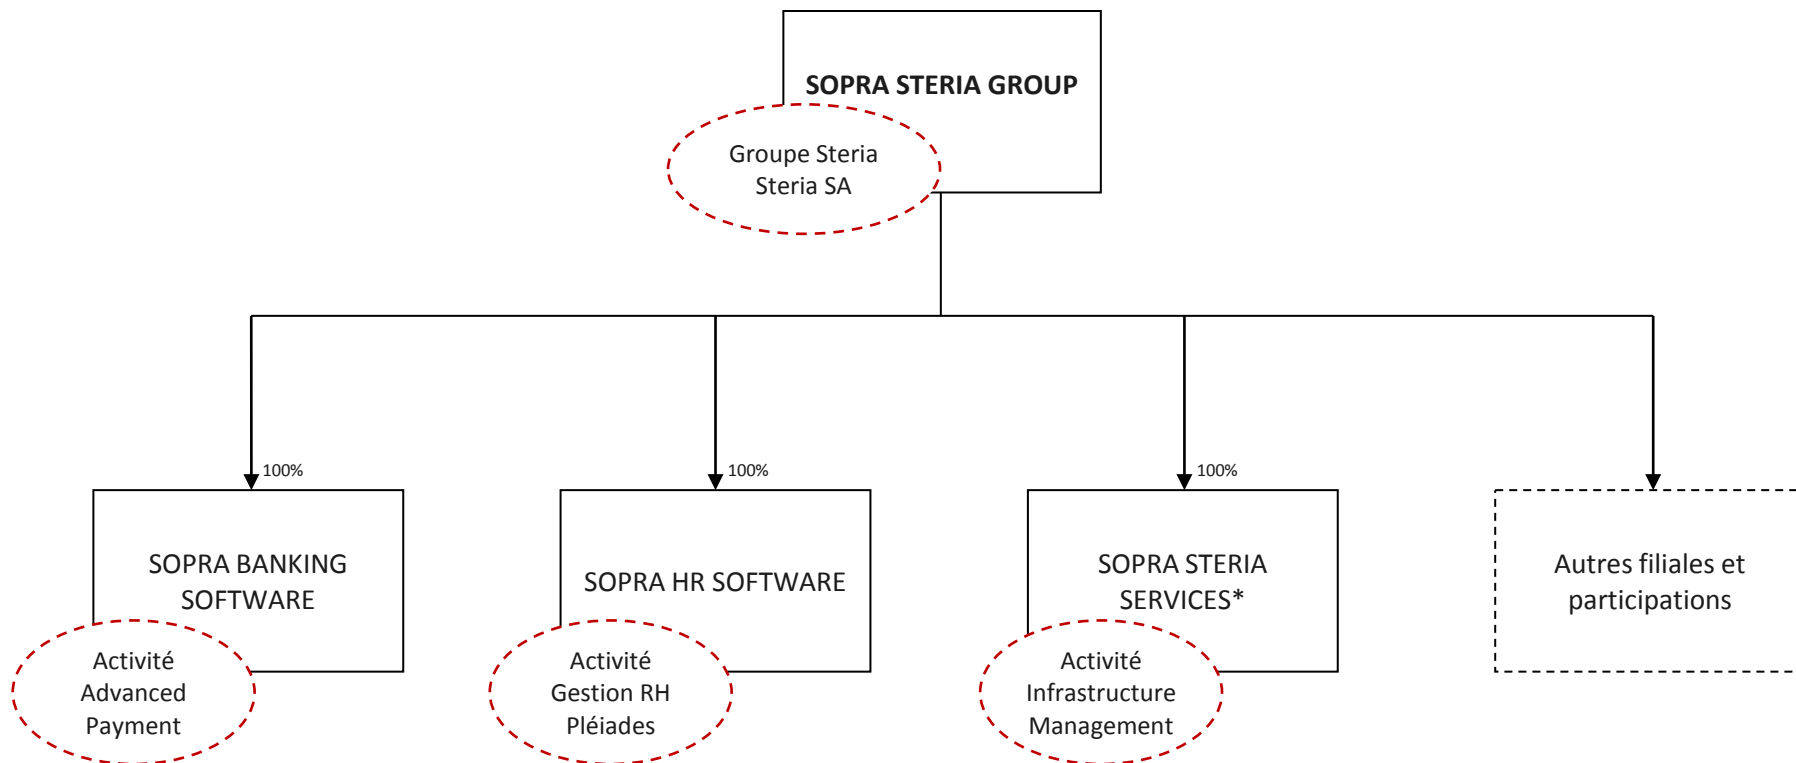 SOPRA STERIA GROUP
Groupe Steria
Steria SA
100%
100%
100%
SOPRA BANKING
SOFTWARE
Activité
Advanced
Payment
SOPRA HR SOFTWARE
Activité
Gestion RH
Pléiades
SOPRA STERIA
SERVICES*
Activité
Infrastructure
Management
Autres filiales et
participations